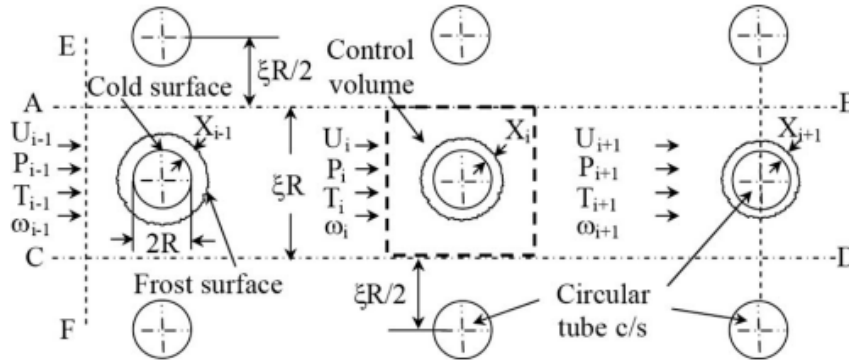 E
ξR/2
Control
volume
Cold surface
A
B
X_{i-1}
X_i
X_{i+1}
U_{i-1}
P_{i-1}
T_{i-1}
ω_{i-1}
ξR
U_i
P_i
T_i
ω_i
U_{i+1}
P_{i+1}
T_{i+1}
ω_{i+1}
2R
C
D
Frost surface
ξR/2
Circular
tube c/s
F